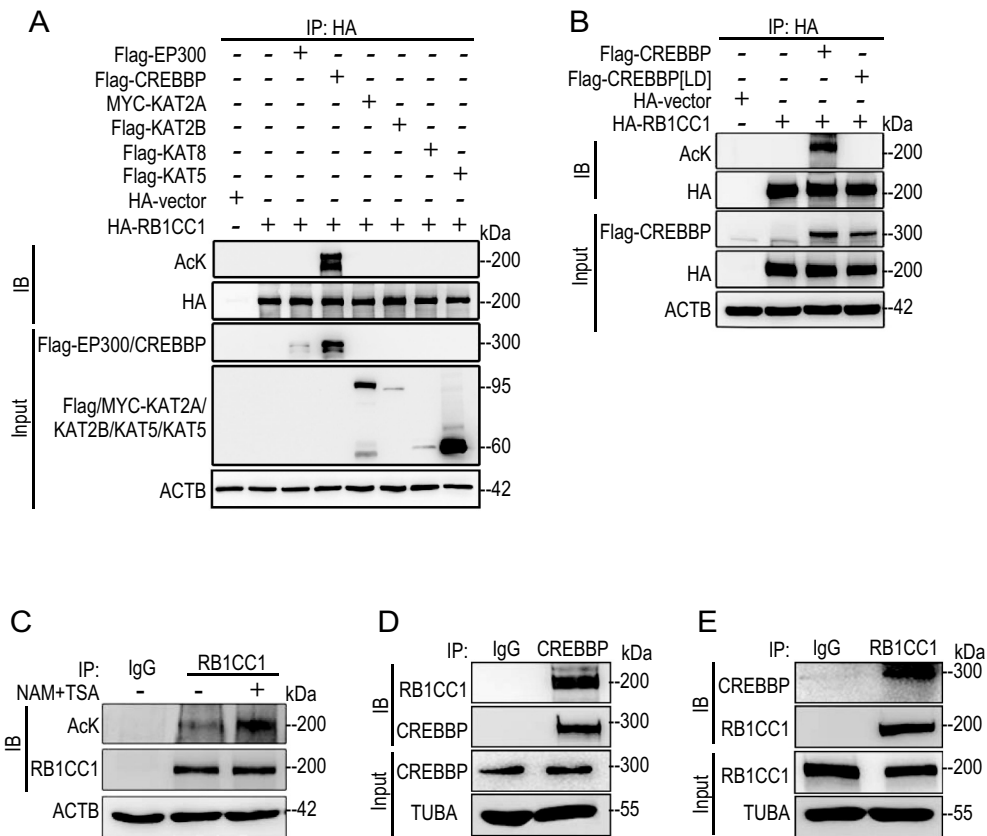 A
IP: HA
Flag-EP300 - - + - - - - -
Flag-CREBBP - - - + - - - -
MYC-KAT2A - - - - + - - -
Flag-KAT2B - - - - - + - -
Flag-KAT8 - - - - - - + -
Flag-KAT5 - - - - - - - +
HA-vector + - - - - - - -
HA-RB1CC1 - + + + + + + + kDa
IB
AcK -200
HA -200
Input
Flag-EP300/CREBBP -300
Flag/MYC-KAT2A/
KAT2B/KAT5/KAT5
-95
-60
ACTB -42
B
IP: HA
Flag-CREBBP - - + -
Flag-CREBBP[LD] - - - +
HA-vector + - - -
HA-RB1CC1 - + + + kDa
IB
AcK --200
HA --200
Input
Flag-CREBBP --300
HA --200
ACTB --42
C
IP: IgG RB1CC1
NAM+TSA - - + kDa
IB
AcK -200
RB1CC1 -200
ACTB --42
D
IP: IgG CREBBP kDa
IB
RB1CC1 -200
CREBBP -300
Input
CREBBP -300
TUBA --55
E
IP: IgG RB1CC1 kDa
IB
CREBBP -300
RB1CC1 -200
Input
RB1CC1 -200
TUBA --55